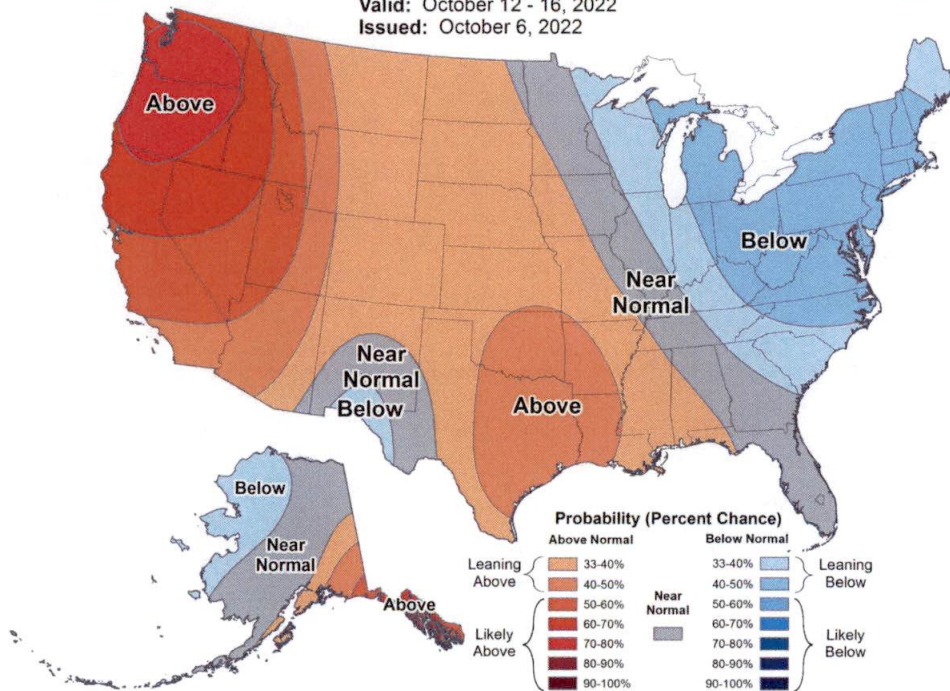 Valid: October 12 - 16, 2022
Issued: October 6, 2022
Above
Near
Normal
Below
Near
Normal
Below
Above
Below
Near
Normal
Above
Probability (Percent Chance)
Above Normal
Below Normal
Leaning
Above
33-40%
40-50%
Likely
Above
50-60%
60-70%
70-80%
80-90%
90-100%
Near
Normal
33-40%
40-50%
Leaning
Below
50-60%
60-70%
70-80%
80-90%
90-100%
Likely
Below